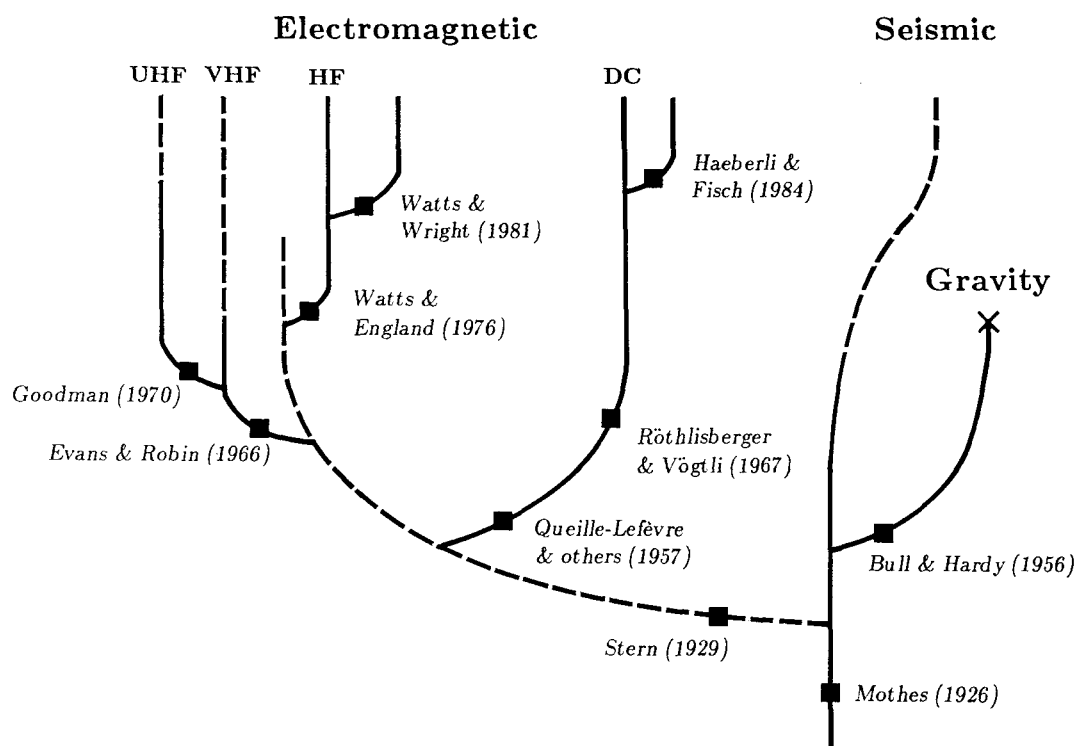 Electromagnetic
Seismic
UHF
VHF
HF
DC
Haeberli &
Fisch (1984)
Watts &
Wright (1981)
Gravity
Watts &
England (1976)
Goodman (1970)
Evans & Robin (1966)
Röthlisberger
& Vögtli (1967)
Queille-Lefèvre
& others (1957)
Bull & Hardy (1956)
Stern (1929)
Mothes (1926)